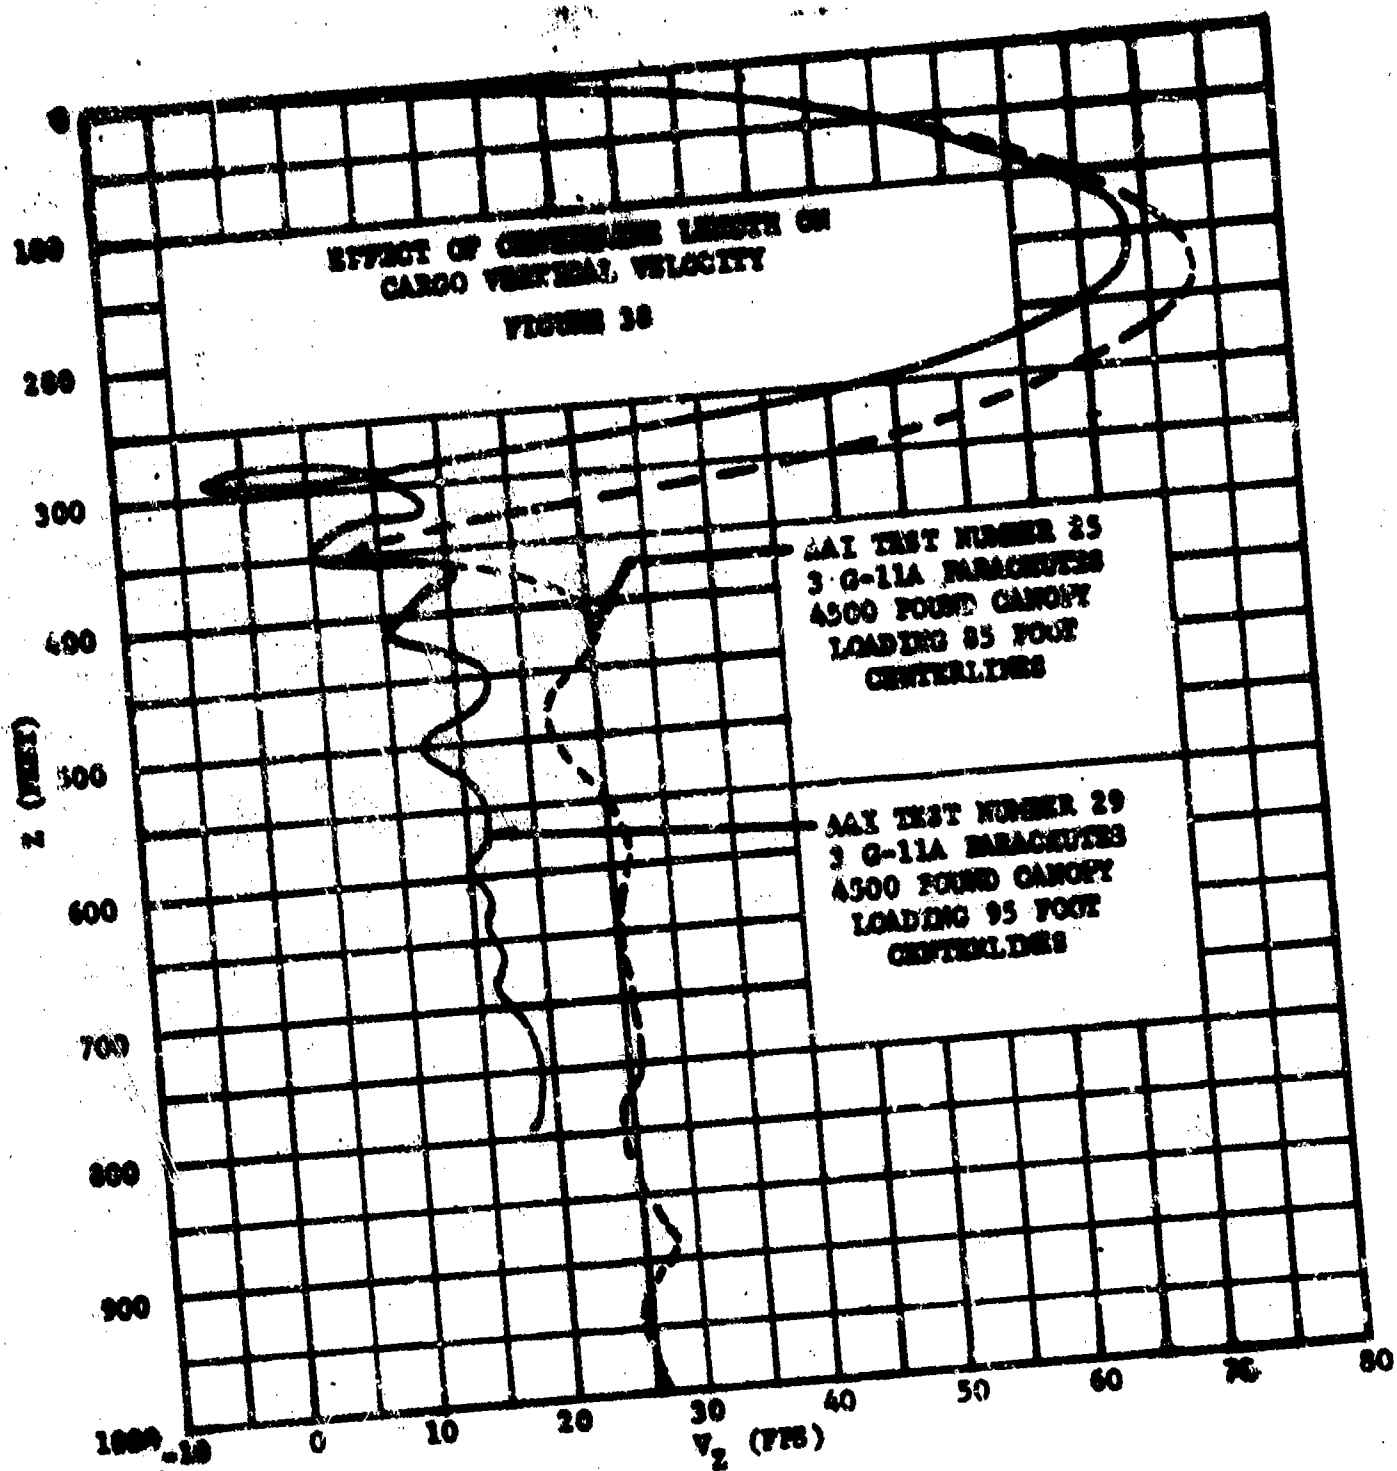 0
EFFECT OF CENTERLINE LENGTH ON
CARGO VERTICAL VELOCITY
FIGURE 38
100
200
300
400
500
600
700
800
900
1000
Z (FEET)
AAI TEST NUMBER 25
3 G-11A PARACHUTES
4500 POUND CANOPY
LOADING 85 FOOT
CENTERLINES
AAI TEST NUMBER 29
3 G-11A PARACHUTES
4500 POUND CANOPY
LOADING 95 FOOT
CENTERLINES
-10 0 10 20 30 40 50 60 70 80
VZ (FPS)